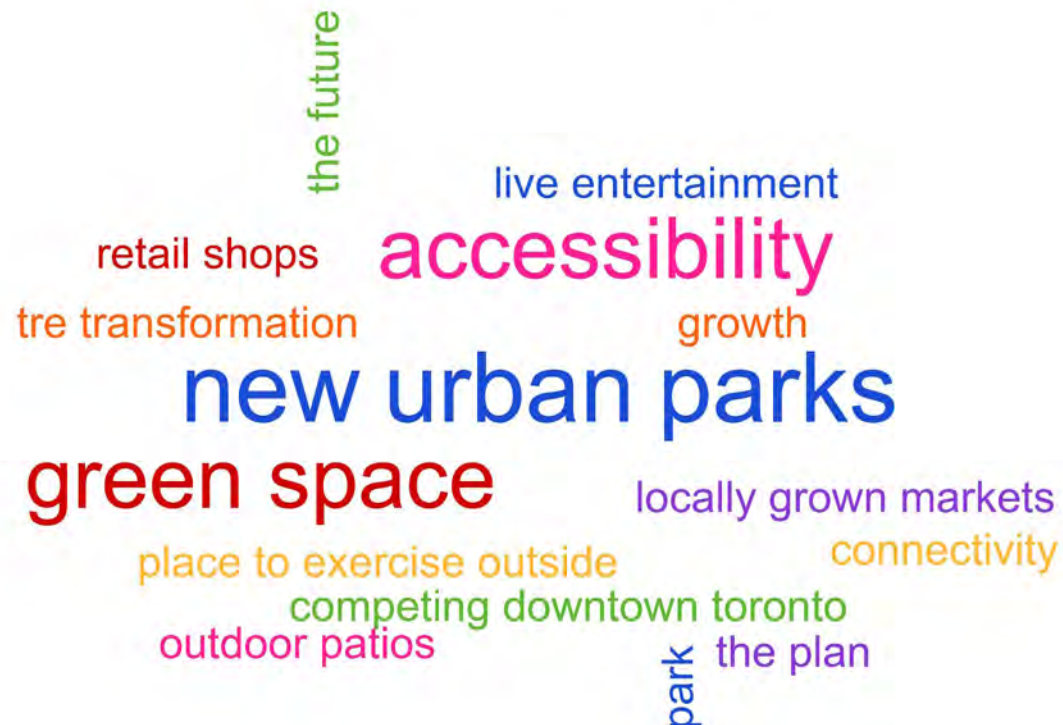 the future
live entertainment
retail shops
accessibility
tre transformation
growth
new urban parks
green space
locally grown markets
place to exercise outside
connectivity
competing downtown toronto
outdoor patios
the plan
park